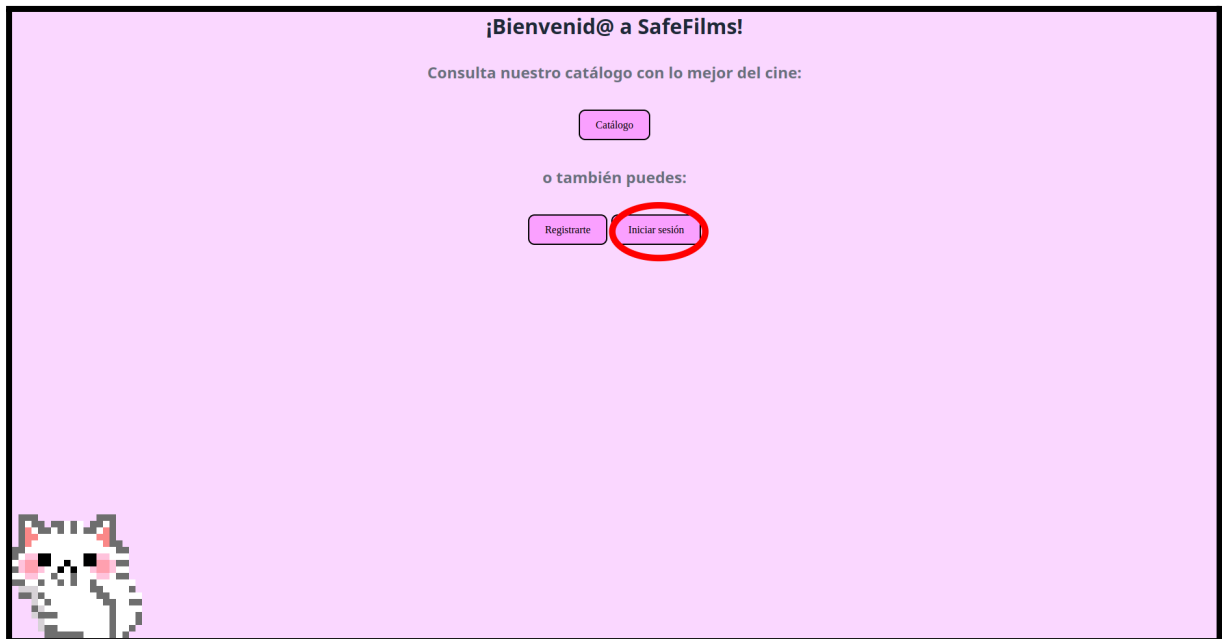 ¡Bienvenid@ a SafeFilms!
Consulta nuestro catálogo con lo mejor del cine:
Catálogo
o también puedes:
Registrarte Iniciar sesión